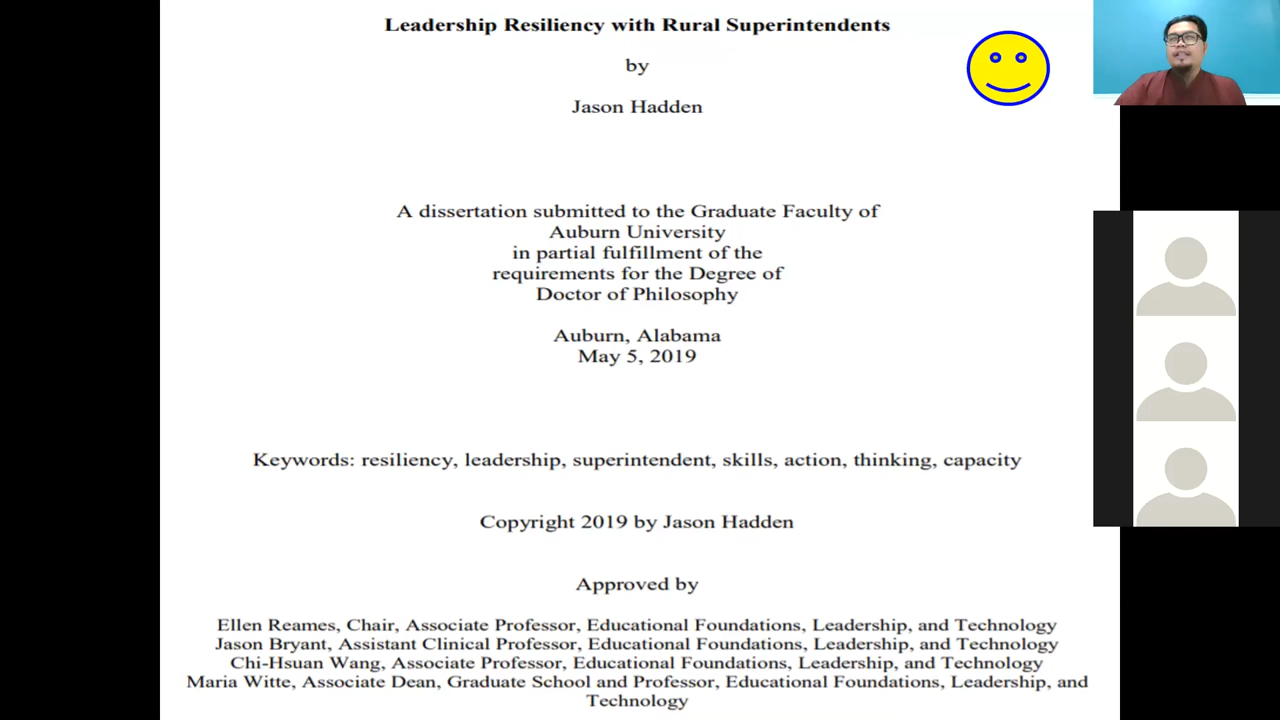 Leadership Resiliency with Rural Superintendents
by
Jason Hadden
A dissertation submitted to the Graduate Faculty of
Auburn University
in partial fulfillment of the
requirements for the Degree of
Doctor of Philosophy
Auburn, Alabama
May 5, 2019
Keywords: resiliency, leadership, superintendent, skills, action, thinking, capacity
Copyright 2019 by Jason Hadden
Approved by
Ellen Reames, Chair, Associate Professor, Educational Foundations, Leadership, and Technology
Jason Bryant, Assistant Clinical Professor, Educational Foundations, Leadership, and Technology
Chi-Hsuan Wang, Associate Professor, Educational Foundations, Leadership, and Technology
Maria Witte, Associate Dean, Graduate School and Professor, Educational Foundations, Leadership, and
Technology